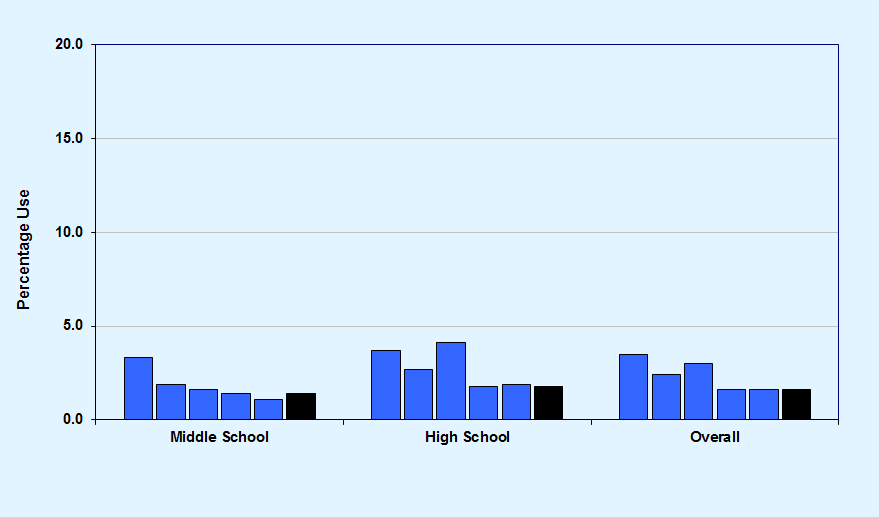 20.0
15.0
10.0
5.0
0.0
Percentage Use
Middle School
High School
Overall